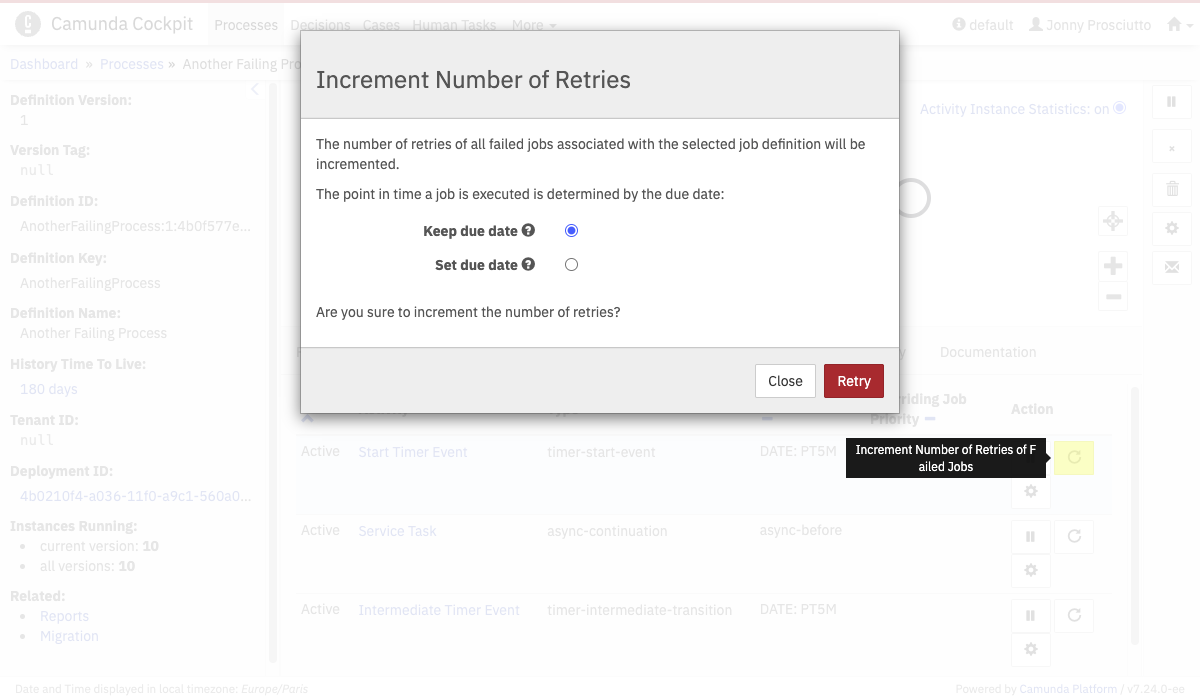 Camunda Cockpit
Processes
Decisions
Cases
Human Tasks
More
default
Jonny Prosciutto
Dashboard » Processes » Another Failing Pro
Definition Version:
1
Version Tag:
null
Definition ID:
AnotherFailingProcess:1:4b0f577e...
Definition Key:
AnotherFailingProcess
Definition Name:
Another Failing Process
History Time To Live:
180 days
Tenant ID:
null
Deployment ID:
4b0210f4-a036-11f0-a9c1-560a0...
Instances Running:
current version: 10
all versions: 10
Related:
Reports
Migration
Activity Instance Statistics: on
Increment Number of Retries
The number of retries of all failed jobs associated with the selected job definition will be
incremented.
The point in time a job is executed is determined by the due date:
Keep due date
Set due date
Are you sure to increment the number of retries?
Close
Retry
Documentation
riding Job
Priority
Action
Active
Start Timer Event
timer-start-event
DATE: PT5M
Increment Number of Retries of F
ailed Jobs
Active
Service Task
async-continuation
async-before
Active
Intermediate Timer Event
timer-intermediate-transition
DATE: PT5M
Date and Time displayed in local timezone: Europe/Paris
Powered by Camunda Platform / v7.24.0-ee